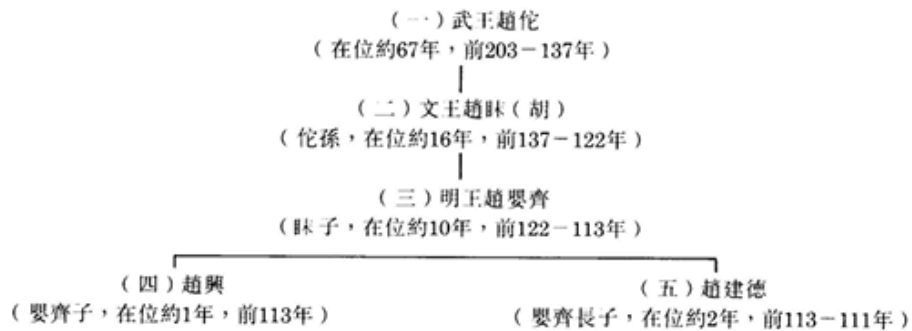 （一）武王趙佗
（在位約67年，前203－137年）
（二）文王趙眜（胡）
（佗孫，在位約16年，前137－122年）
（三）明王趙嬰齊
（眜子，在位約10年，前122－113年）
（四）趙興
（嬰齊子，在位約1年，前113年）
（五）趙建德
（嬰齊長子，在位約2年，前113－111年）